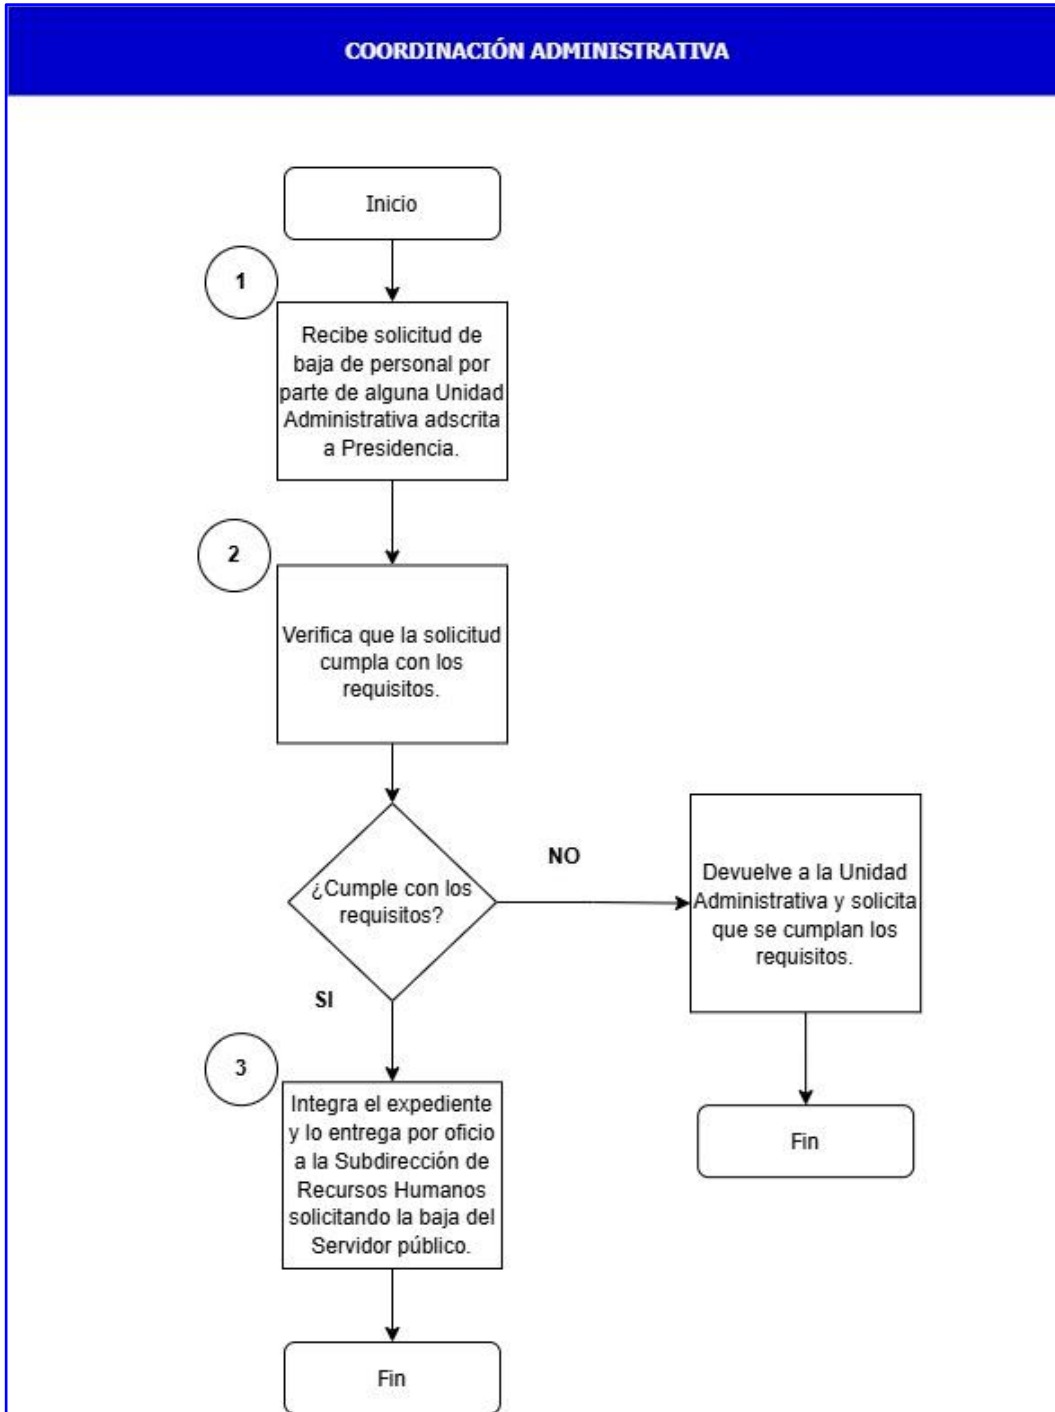 COORDINACIÓN ADMINISTRATIVA
Inicio
1
Recibe solicitud de
baja de personal por
parte de alguna Unidad
Administrativa adscrita
a Presidencia.
2
Verifica que la solicitud
cumpla con los
requisitos.
¿Cumple con los
requisitos?
NO
Devuelve a la Unidad
Administrativa y solicita
que se cumplan los
requisitos.
SI
3
Integra el expediente
y lo entrega por oficio
a la Subdirección de
Recursos Humanos
solicitando la baja del
Servidor público.
Fin
Fin